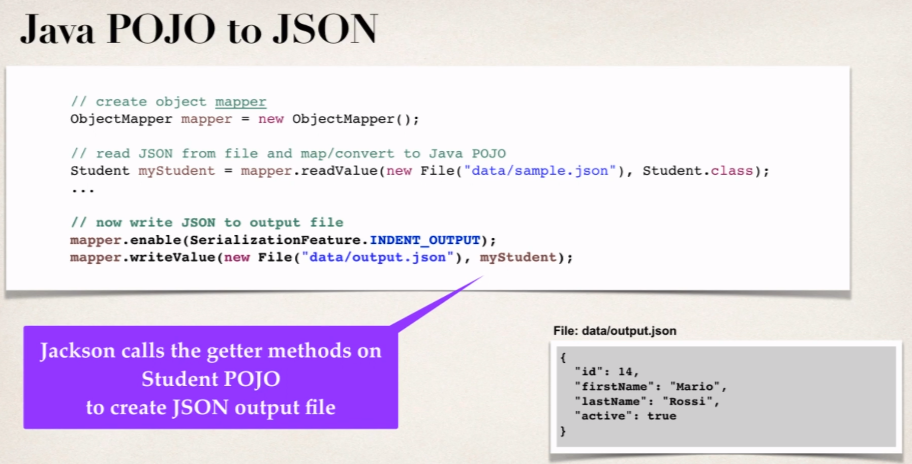 Java POJO to JSON
// create object mapper
ObjectMapper mapper = new ObjectMapper();
// read JSON from file and map/convert to Java POJO
Student myStudent = mapper.readValue(new File("data/sample.json"), Student.class);
...
// now write JSON to output file
mapper.enable(SerializationFeature.INDENT_OUTPUT);
mapper.writeValue(new File("data/output.json"), myStudent);
Jackson calls the getter methods on
Student POJO
to create JSON output file
File: data/output.json
{
"id": 14,
"firstName": "Mario",
"lastName": "Rossi",
"active": true
}